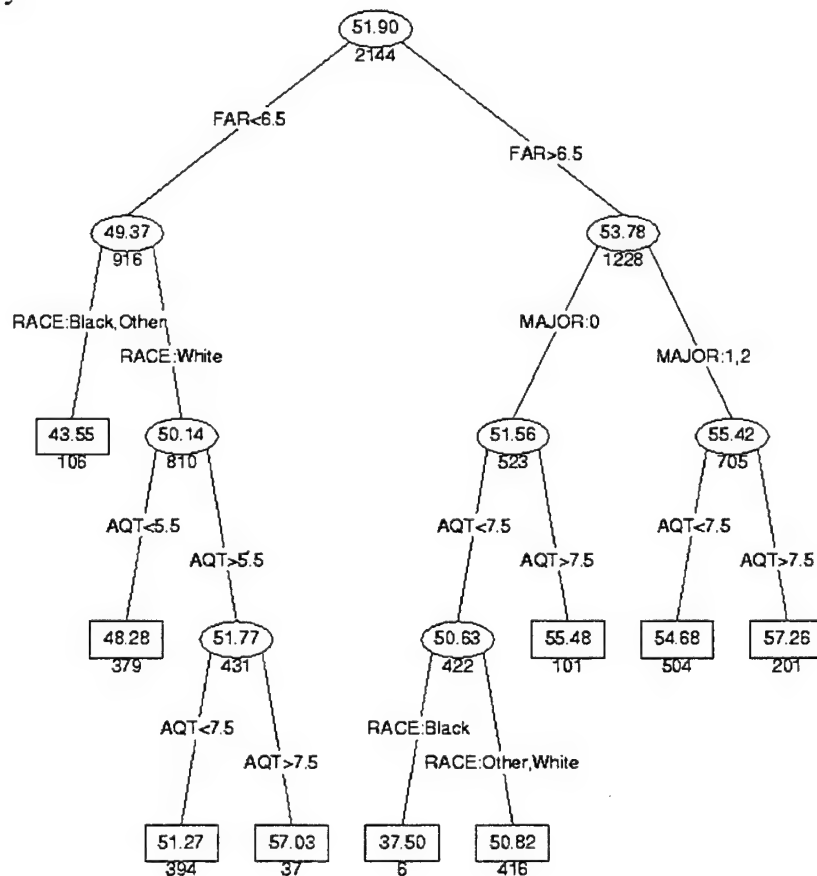 y
51.90
2144
FAR<6.5
FAR>6.5
49.37
916
53.78
1228
RACE:Black,Other
RACE:White
MAJOR:0
MAJOR:1,2
43.55
106
50.14
810
51.56
523
55.42
705
AQT<5.5
AQT>5.5
AQT<7.5
AQT>7.5
AQT<7.5
AQT>7.5
48.28
379
51.77
431
50.63
422
55.48
101
54.68
504
57.26
201
AQT<7.5
AQT>7.5
RACE:Black
RACE:Other,White
51.27
394
57.03
37
37.50
6
50.82
416